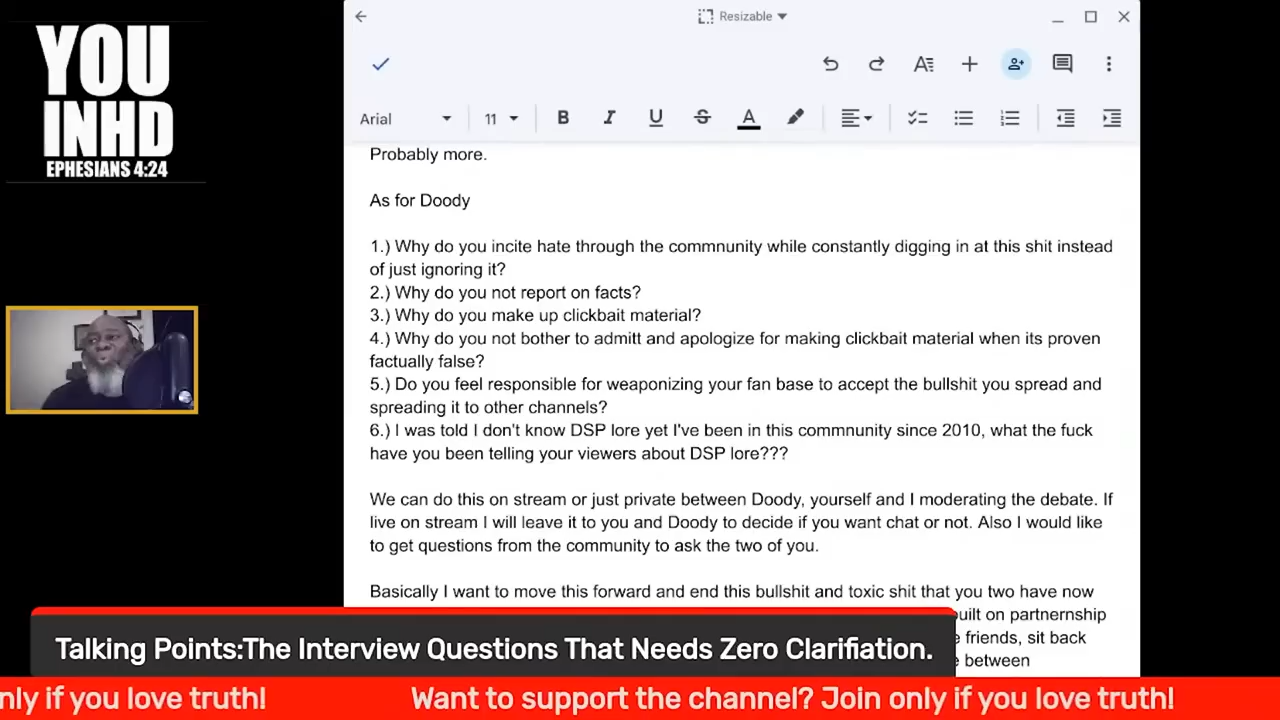 YOU
INHD
EPHESIANS 4:24
Resizable
Arial
11
B I U S A
Probably more.
As for Doody
1.) Why do you incite hate through the commnunity while constantly digging in at this shit instead
of just ignoring it?
2.) Why do you not report on facts?
3.) Why do you make up clickbait material?
4.) Why do you not bother to admitt and apologize for making clickbait material when its proven
factually false?
5.) Do you feel responsible for weaponizing your fan base to accept the bullshit you spread and
spreading it to other channels?
6.) I was told I don't know DSP lore yet I've been in this commnunity since 2010, what the fuck
have you been telling your viewers about DSP lore???
We can do this on stream or just private between Doody, yourself and I moderating the debate. If
live on stream I will leave it to you and Doody to decide if you want chat or not. Also I would like
to get questions from the community to ask the two of you.
Basically I want to move this forward and end this bullshit and toxic shit that you two have now
built on partnernship
friends, sit back
between
Talking Points:The Interview Questions That Needs Zero Clarifiation.
only if you love truth! Want to support the channel? Join only if you love truth!